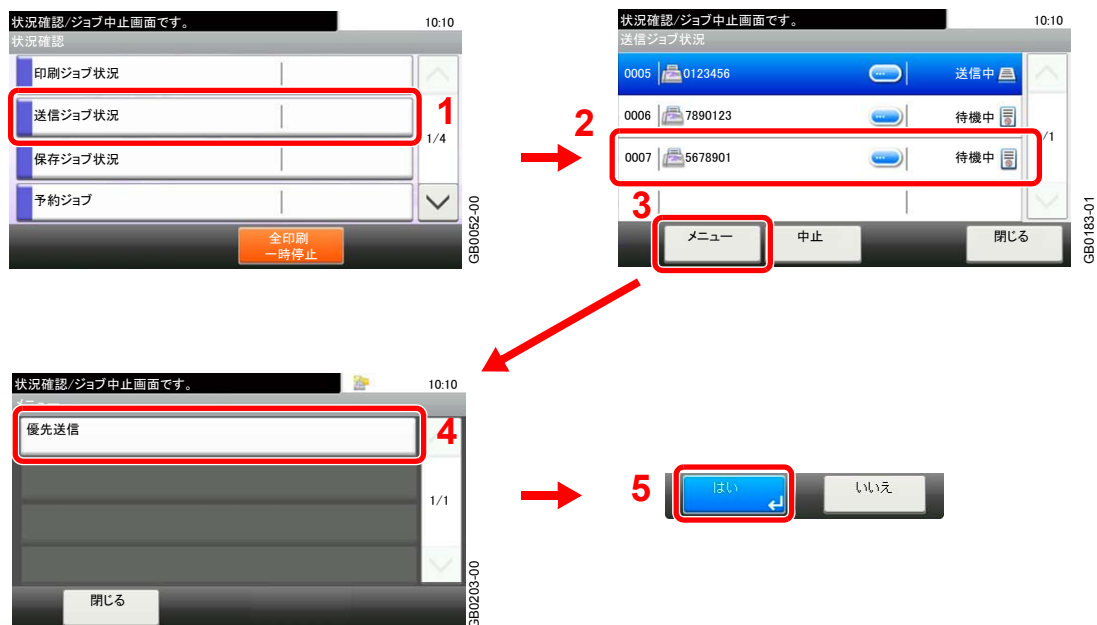 状況確認/ジョブ中止画面です。 10:10
状況確認
印刷ジョブ状況
送信ジョブ状況
1
1/4
保存ジョブ状況
予約ジョブ
全印刷
一時停止
GB0052-00
状況確認/ジョブ中止画面です。 10:10
送信ジョブ状況
0005 0123456 送信中
2
0006 7890123 待機中
/1
0007 5678901 待機中
3
メニュー 中止 閉じる
GB0183-01
状況確認/ジョブ中止画面です。 10:10
メニュー
優先送信
4
1/1
閉じる
GB0203-00
5
はい いいえ